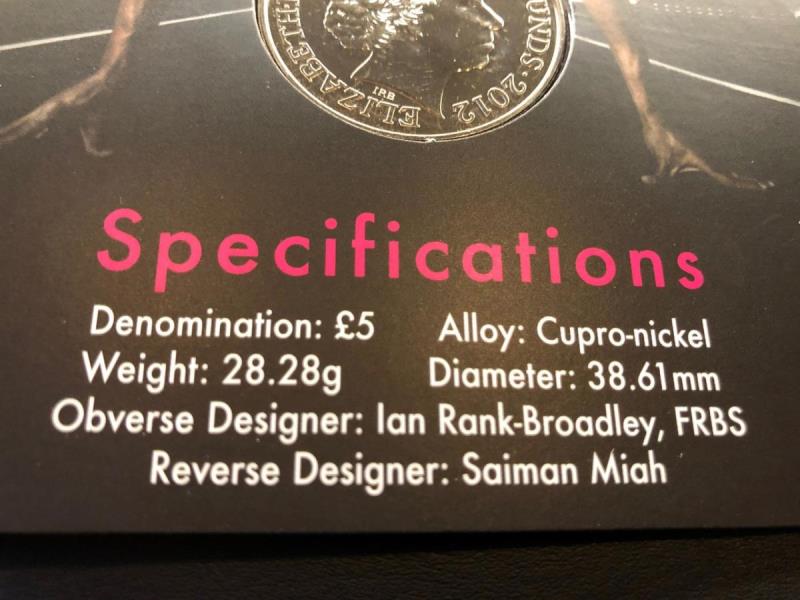 ELIZABETH
2012
IRB
Specifications
Denomination: £5 Alloy: Cupro-nickel
Weight: 28.28g Diameter: 38.61mm
Obverse Designer: Ian Rank-Broadley, FRBS
Reverse Designer: Saiman Miah